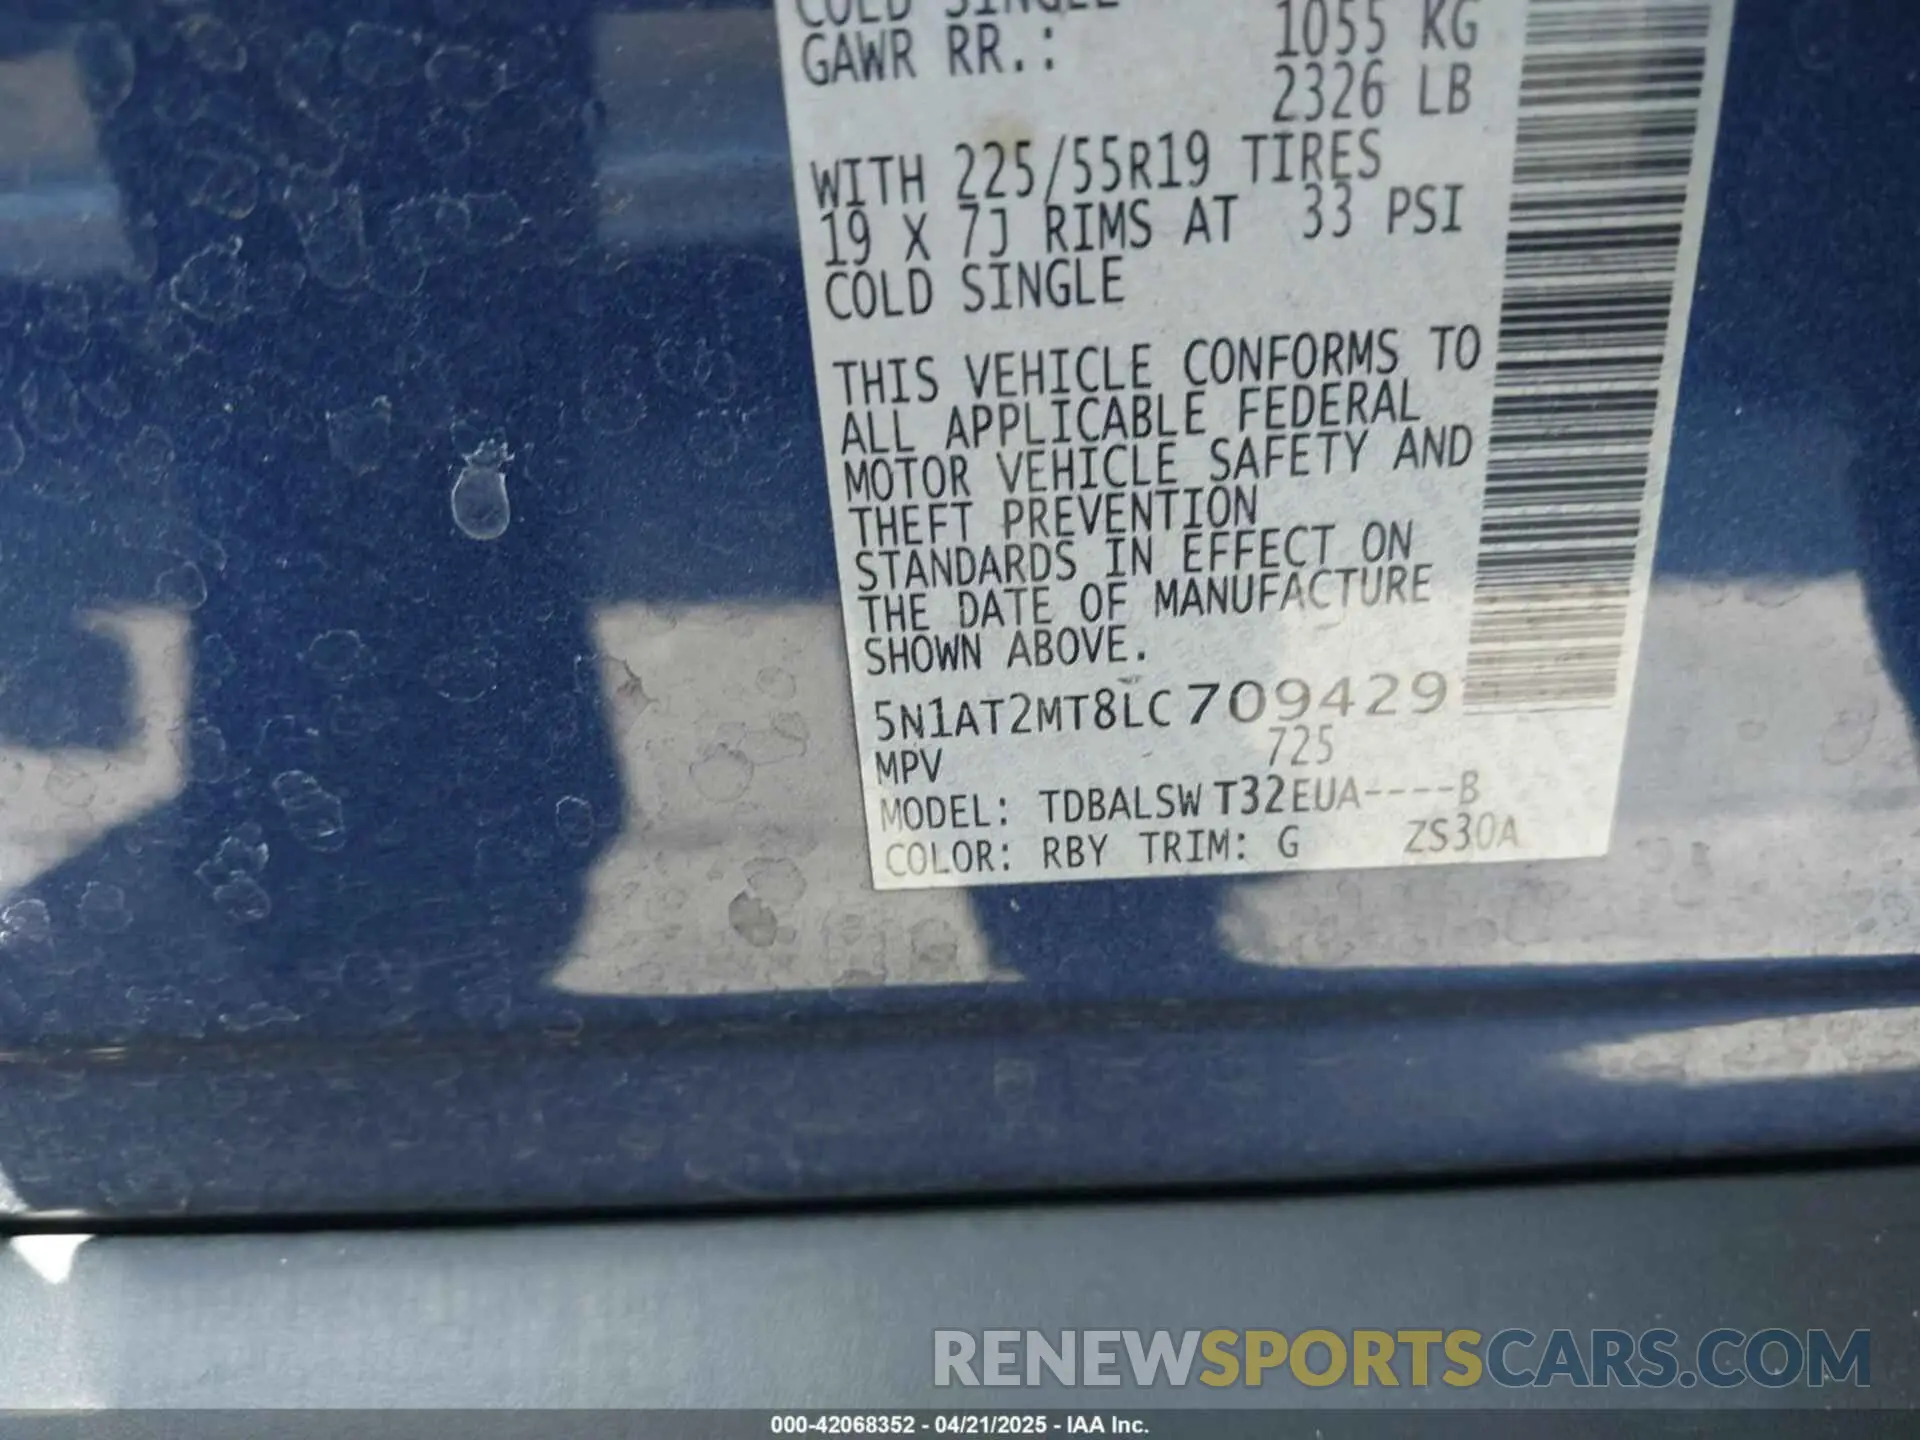 COLD SINGLE
GAWR RR.: 1055 KG
2326 LB
WITH 225/55R19 TIRES
19 X 7J RIMS AT 33 PSI
COLD SINGLE
THIS VEHICLE CONFORMS TO
ALL APPLICABLE FEDERAL
MOTOR VEHICLE SAFETY AND
THEFT PREVENTION
STANDARDS IN EFFECT ON
THE DATE OF MANUFACTURE
SHOWN ABOVE.
5N1AT2MT8LC709429
MPV 725
MODEL: TDBALSW T32EUA----B
COLOR: RBY TRIM: G ZS30A
RENEWSPORTSCARS.COM
000-42068352 - 04/21/2025 - IAA Inc.